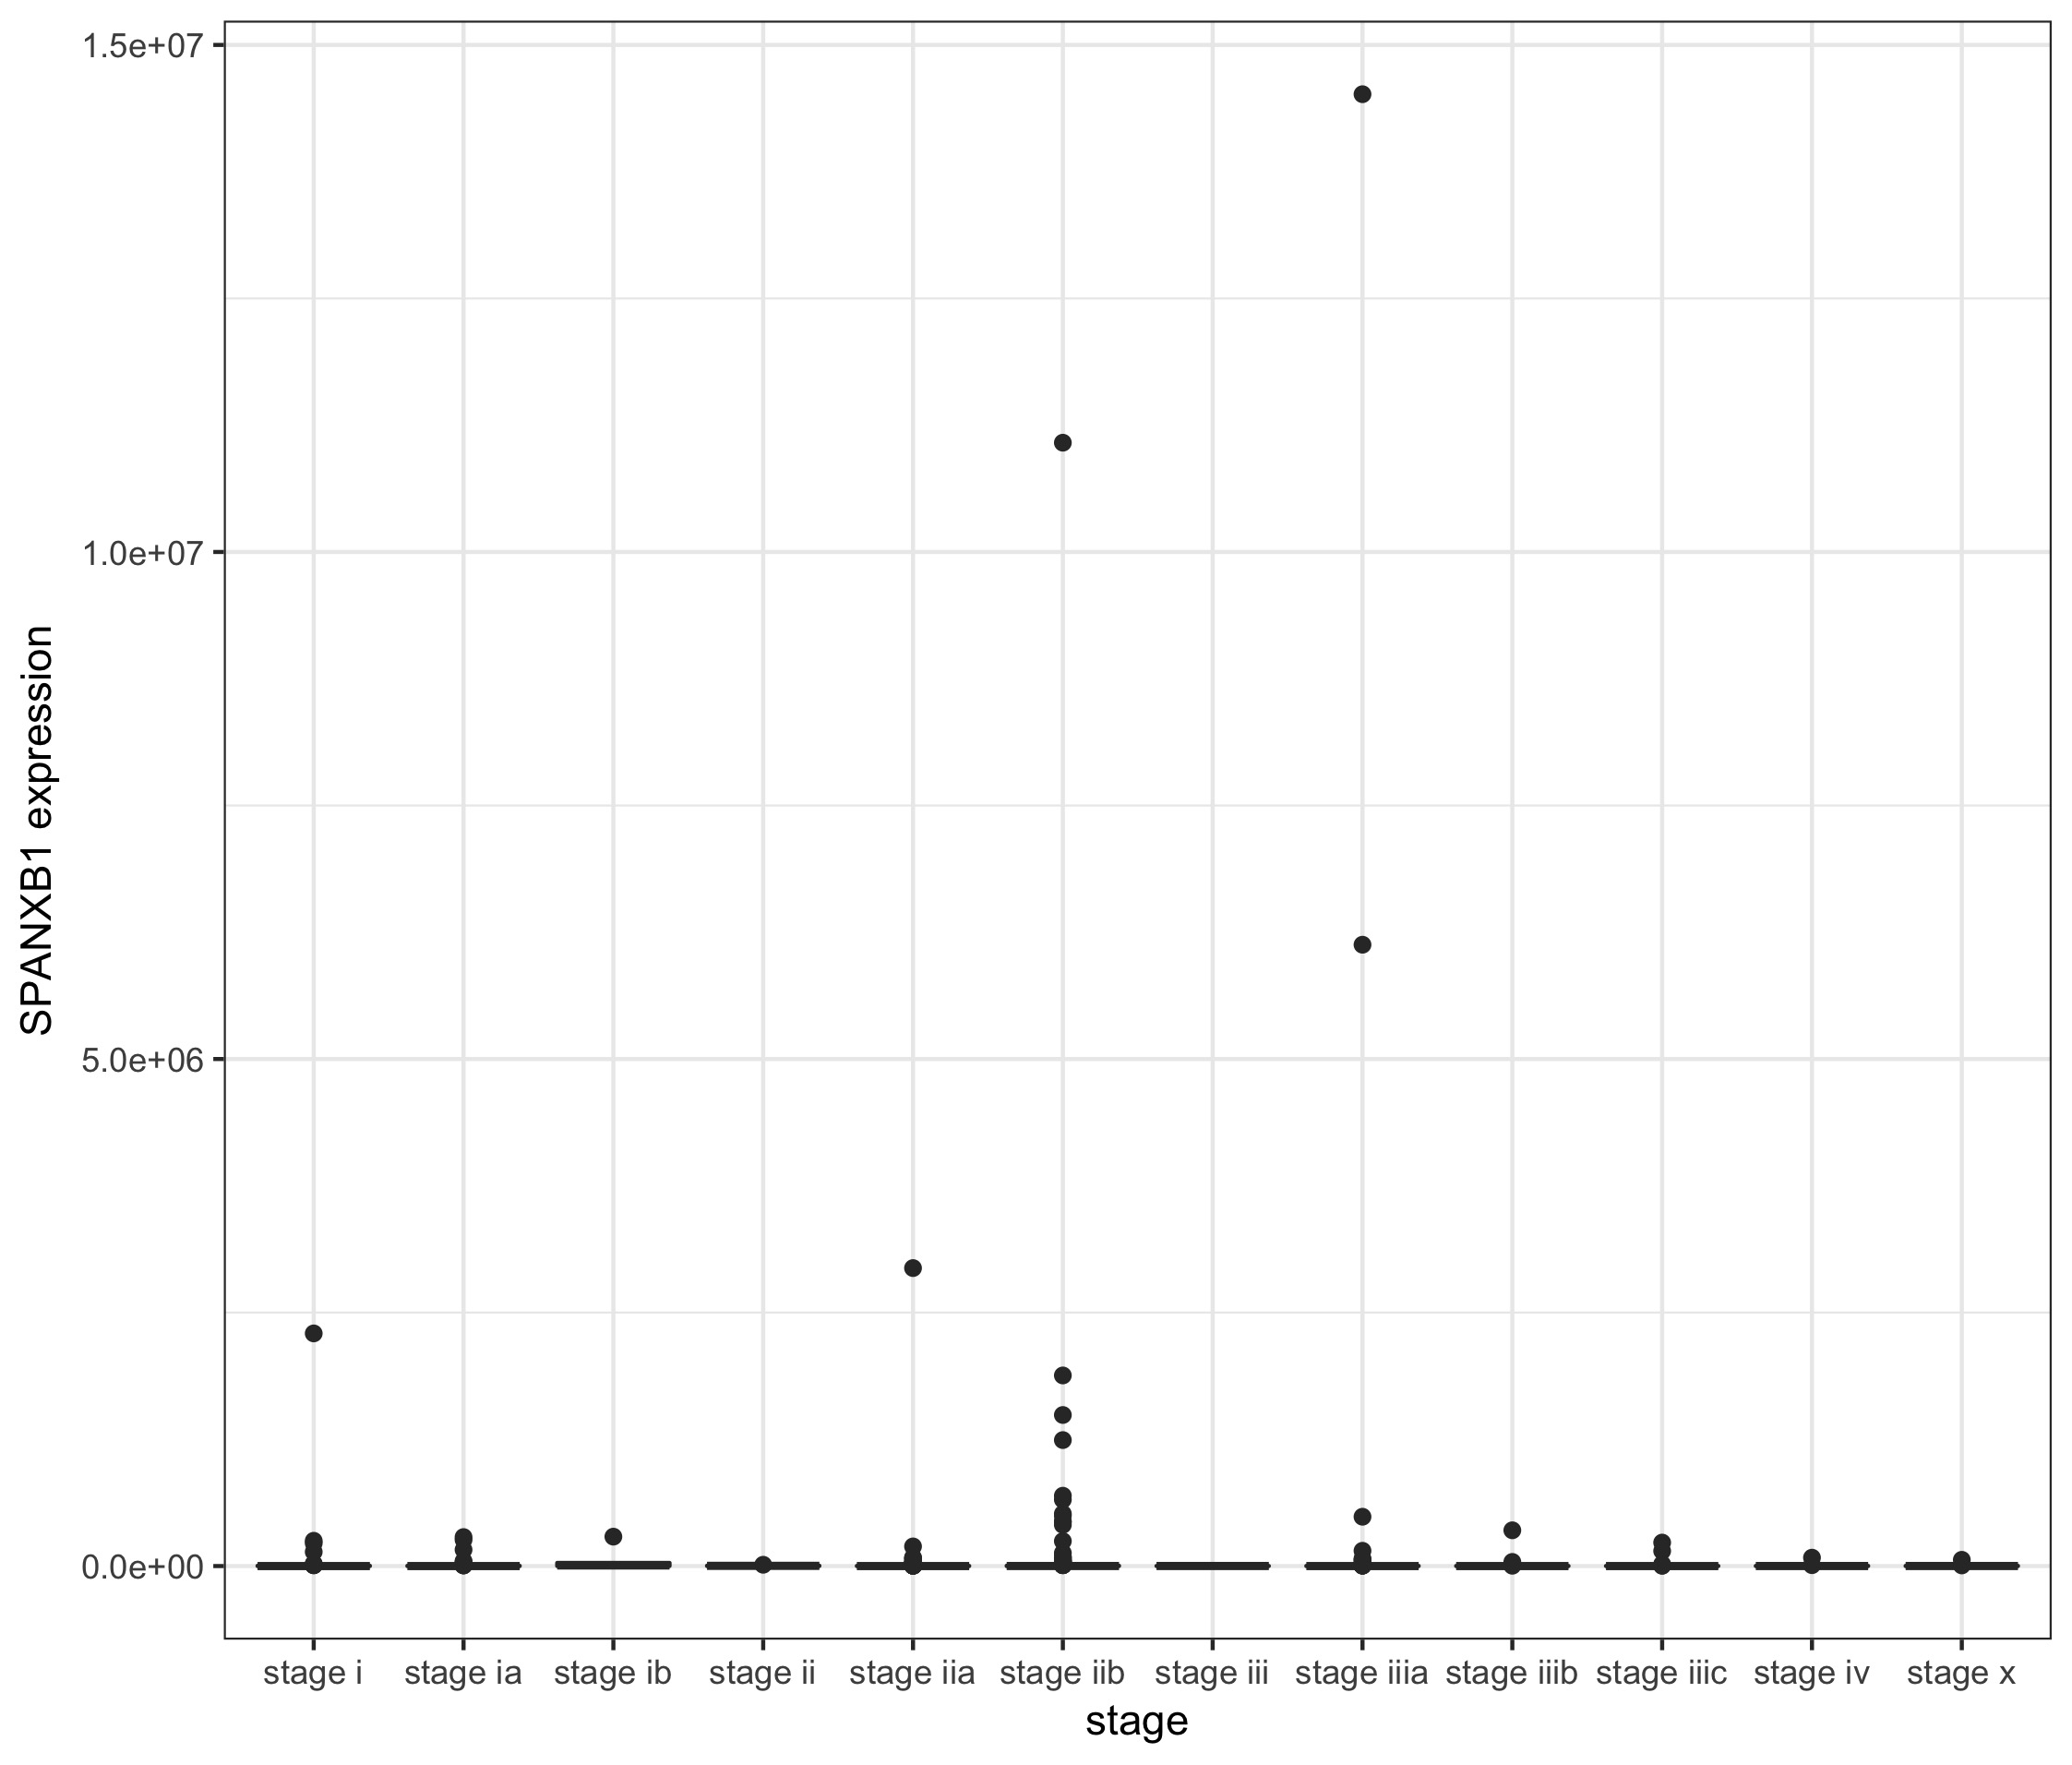 SPANXB1 expression
1.5e+07
1.0e+07
5.0e+06
0.0e+00
stage i stage ia stage ib stage ii stage iia stage iib stage iii stage iiia stage iiib stage iiic stage iv stage x
stage